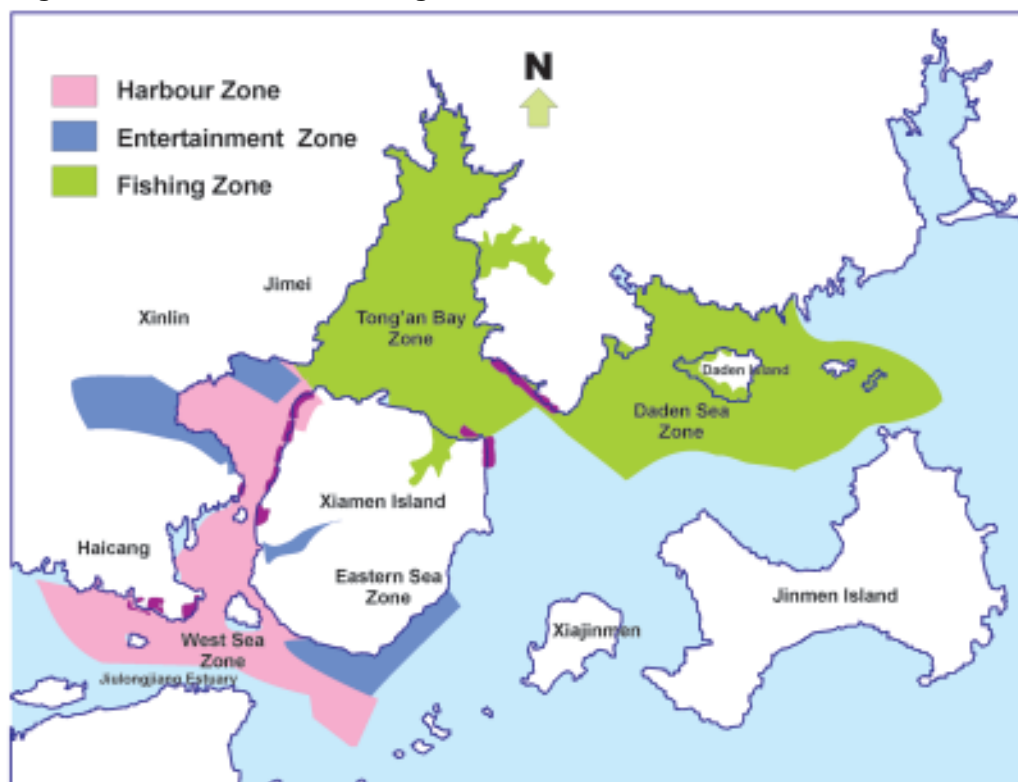 N
Harbour Zone
Entertainment Zone
Fishing Zone
Jimei
Xinlin
Tong'an Bay
Zone
Daden Island
Daden Sea
Zone
Xiamen Island
Haicang
Eastern Sea
Zone
Jinmen Island
Xiajinmen
West Sea
Zone
Jiulongjiang Estuary